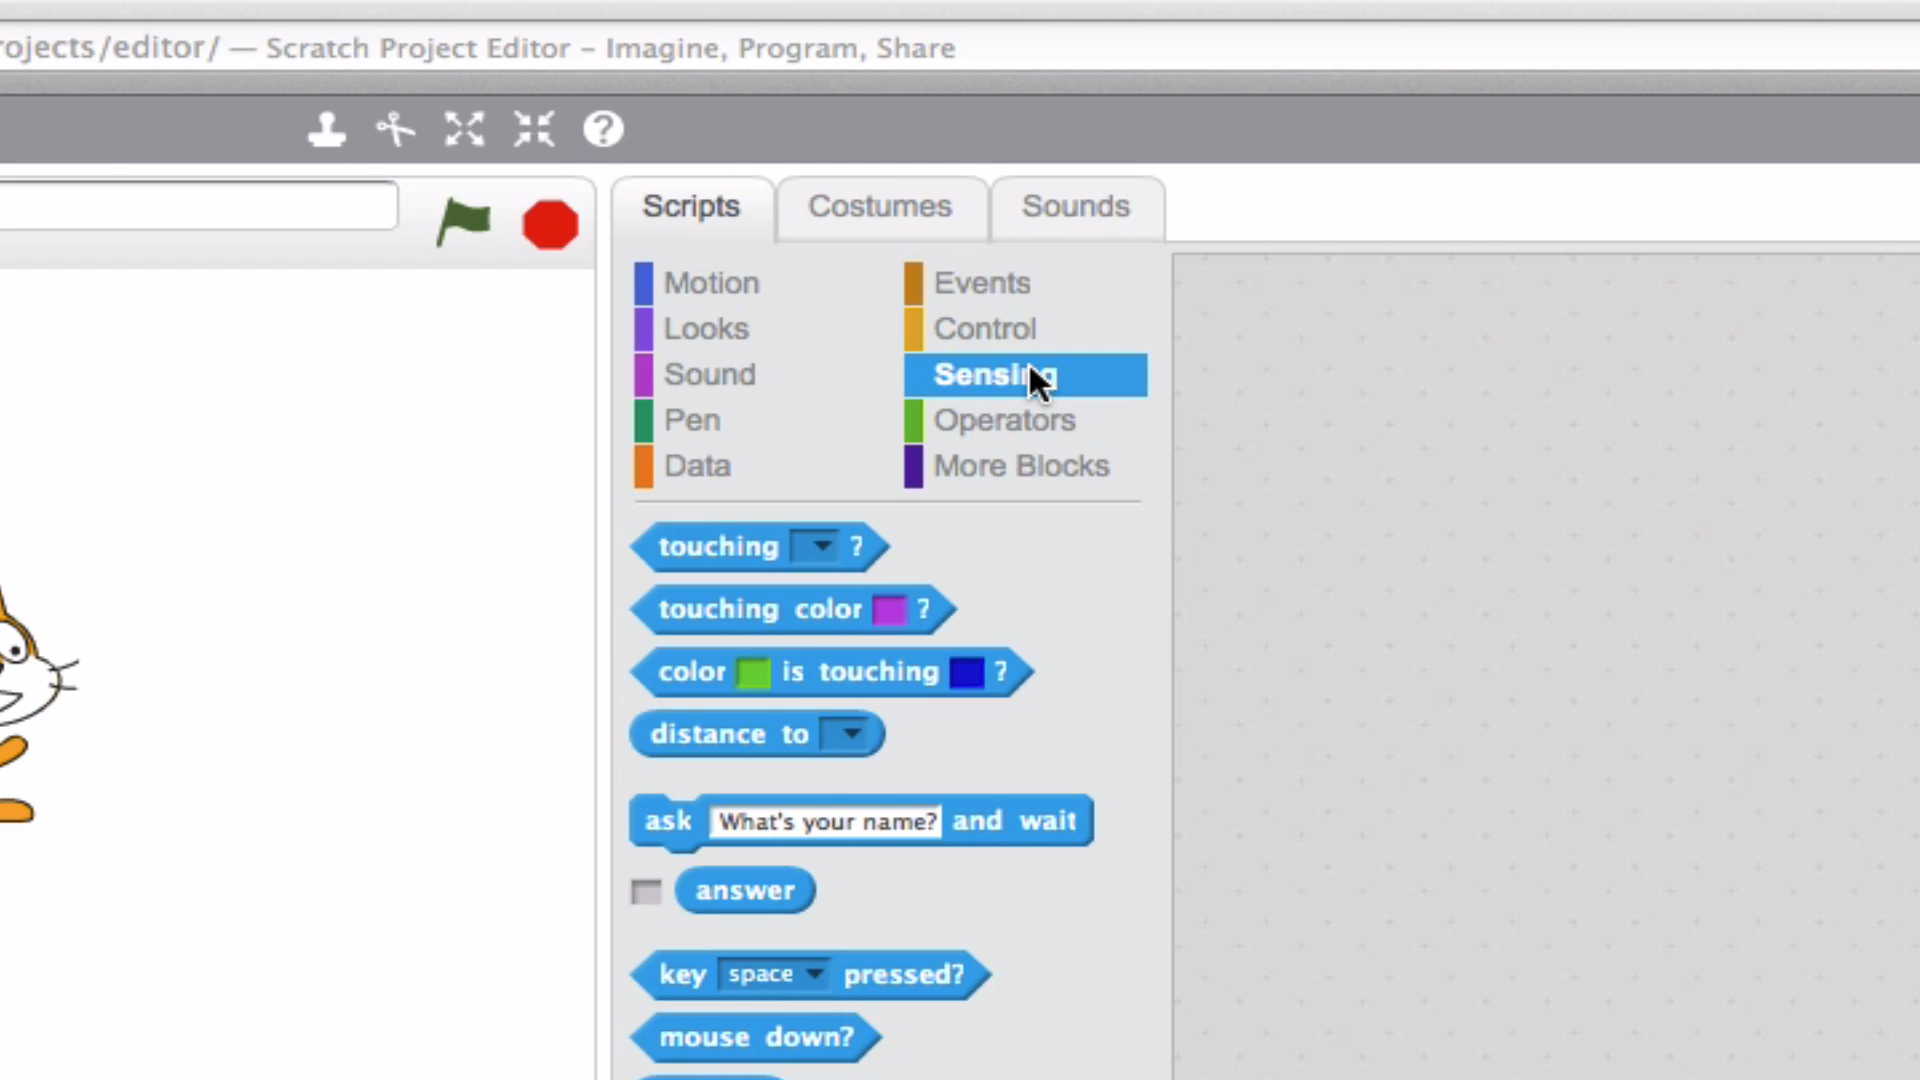 rojects/editor/ — Scratch Project Editor – Imagine, Program, Share
?
Scripts Costumes Sounds
Motion Events
Looks Control
Sound Sensing
Pen Operators
Data More Blocks
touching ?
touching color ?
color is touching ?
distance to
ask What's your name? and wait
answer
key space pressed?
mouse down?